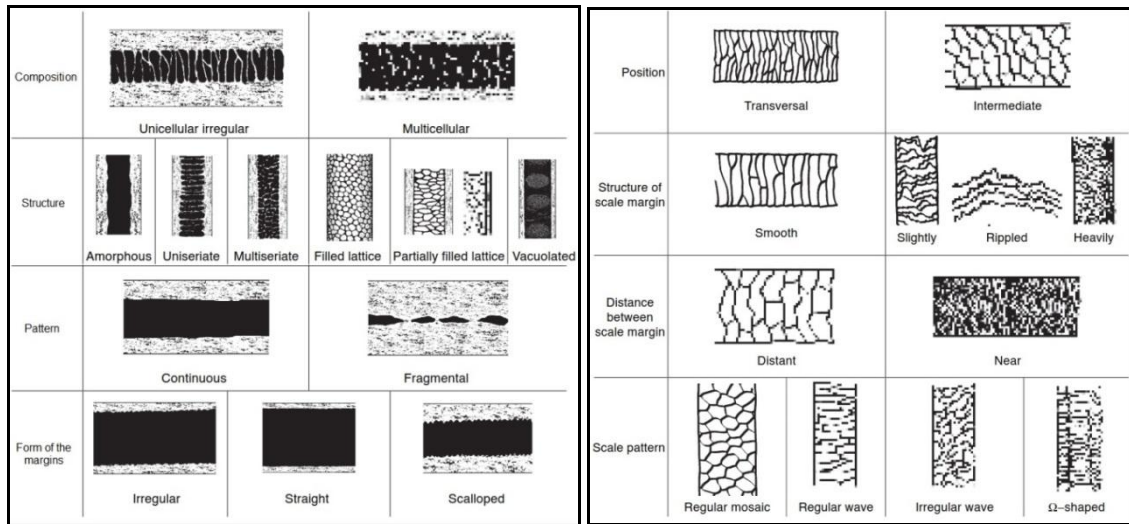 Composition
Unicellular irregular
Multicellular
Structure
Amorphous
Uniseriate
Multiseriate
Filled lattice
Partially filled lattice
Vacuolated
Pattern
Continuous
Fragmental
Form of the
margins
Irregular
Straight
Scalloped
Position
Transversal
Intermediate
Structure of
scale margin
Smooth
Slightly
Rippled
Heavily
Distance
between
scale margin
Distant
Near
Scale pattern
Regular mosaic
Regular wave
Irregular wave
Ω–shaped